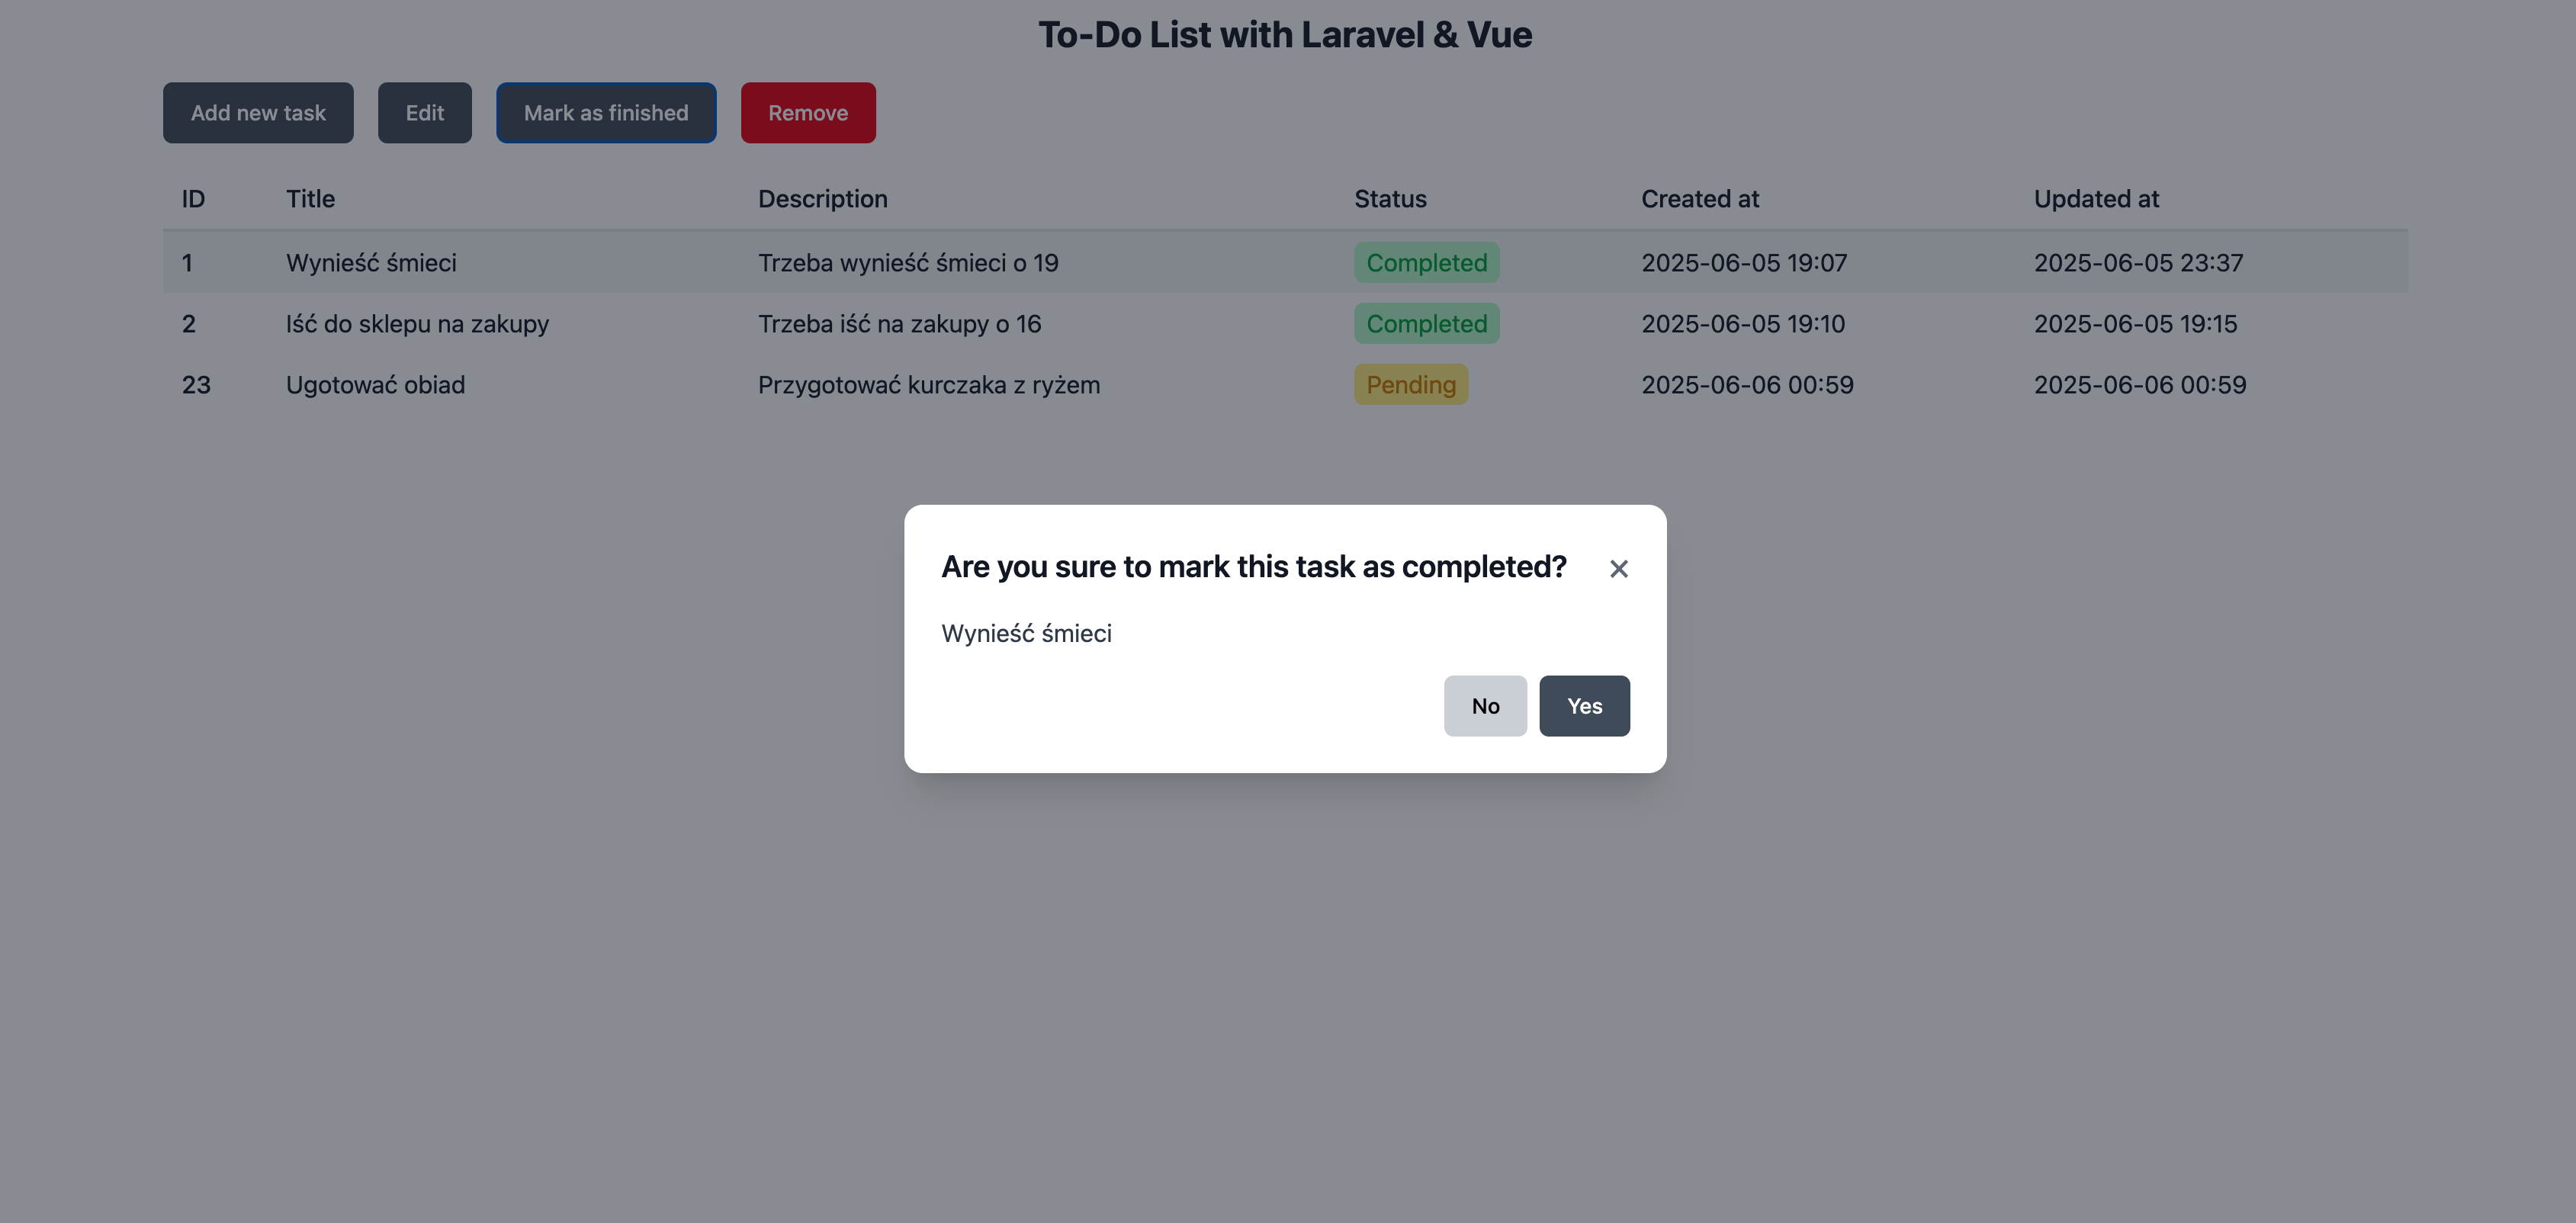 To-Do List with Laravel & Vue
Add new task Edit Mark as finished Remove
ID Title Description Status Created at Updated at
1 Wynieść śmieci Trzeba wynieść śmieci o 19 Completed 2025-06-05 19:07 2025-06-05 23:37
2 Iść do sklepu na zakupy Trzeba iść na zakupy o 16 Completed 2025-06-05 19:10 2025-06-05 19:15
23 Ugotować obiad Przygotować kurczaka z ryżem Pending 2025-06-06 00:59 2025-06-06 00:59
Are you sure to mark this task as completed? ×
Wynieść śmieci
No Yes